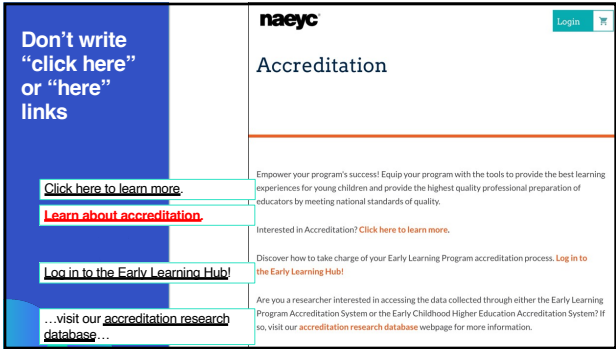 Don’t write
“click here”
or “here”
links
Click here to learn more.
Learn about accreditation.
Log in to the Early Learning Hub!
…visit our accreditation research
database…
naeyc
Login
Accreditation
Empower your program's success! Equip your program with the tools to provide the best learning
experiences for young children and provide the highest quality professional preparation of
educators by meeting national standards of quality.
Interested in Accreditation? Click here to learn more.
Discover how to take charge of your Early Learning Program accreditation process. Log in to
the Early Learning Hub!
Are you a researcher interested in accessing the data collected through either the Early Learning
Program Accreditation System or the Early Childhood Higher Education Accreditation System? If
so, visit our accreditation research database webpage for more information.